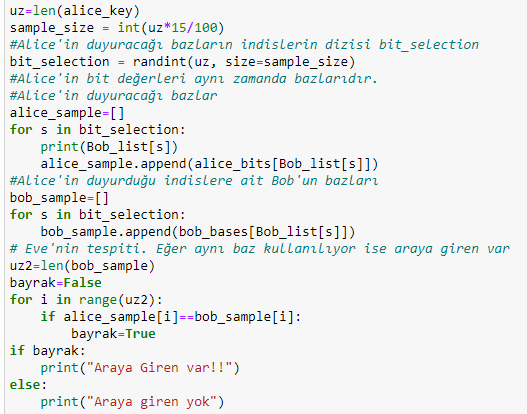 uz=len(alice_key)
sample_size = int(uz*15/100)
#Alice'in duyuracağı bazların indislerin dizisi bit_selection
bit_selection = randint(uz, size=sample_size)
#Alice'in bit değerleri aynı zamanda bazlarıdır.
#Alice'in duyuracağı bazlar
alice_sample=[]
for s in bit_selection:
    print(Bob_list[s])
    alice_sample.append(alice_bits[Bob_list[s]])
#Alice'in duyurduğu indislere ait Bob'un bazları
bob_sample=[]
for s in bit_selection:
    bob_sample.append(bob_bases[Bob_list[s]])
# Eve'nin tespiti. Eğer aynı baz kullanılıyor ise araya giren var
uz2=len(bob_sample)
bayrak=False
for i in range(uz2):
    if alice_sample[i]==bob_sample[i]:
        bayrak=True
if bayrak:
    print("Araya Giren var!!")
else:
    print("Araya giren yok")